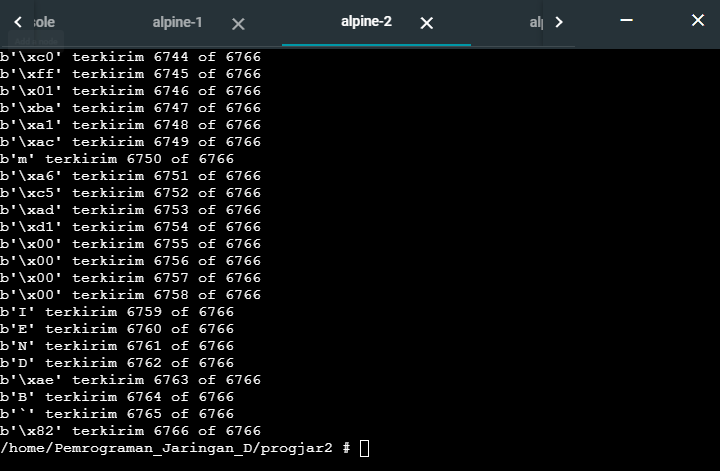 sole
alpine-1
alpine-2
alp
b'\xc0' terkirim 6744 of 6766
b'\xff' terkirim 6745 of 6766
b'\x01' terkirim 6746 of 6766
b'\xba' terkirim 6747 of 6766
b'\xa1' terkirim 6748 of 6766
b'\xac' terkirim 6749 of 6766
b'm' terkirim 6750 of 6766
b'\xa6' terkirim 6751 of 6766
b'\xc5' terkirim 6752 of 6766
b'\xad' terkirim 6753 of 6766
b'\xd1' terkirim 6754 of 6766
b'\x00' terkirim 6755 of 6766
b'\x00' terkirim 6756 of 6766
b'\x00' terkirim 6757 of 6766
b'\x00' terkirim 6758 of 6766
b'I' terkirim 6759 of 6766
b'E' terkirim 6760 of 6766
b'N' terkirim 6761 of 6766
b'D' terkirim 6762 of 6766
b'\xae' terkirim 6763 of 6766
b'B' terkirim 6764 of 6766
b'`' terkirim 6765 of 6766
b'\x82' terkirim 6766 of 6766
/home/Pemrograman_Jaringan_D/progjar2 #